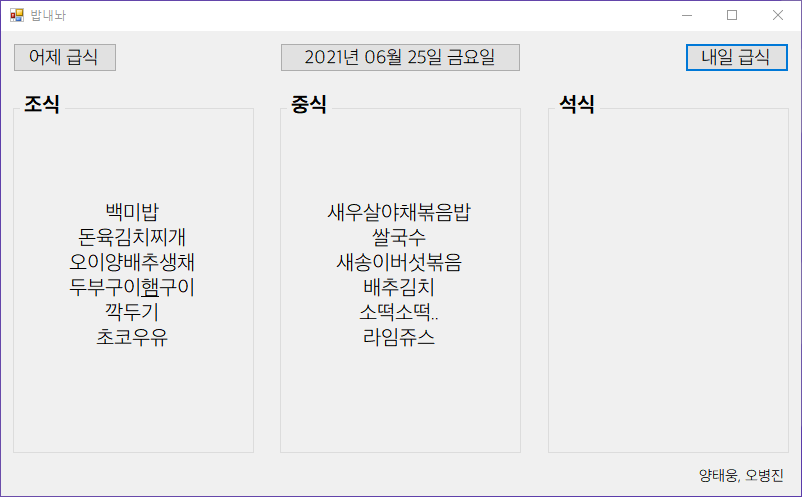 밥내놔
어제 급식
2021년 06월 25일 금요일
내일 급식
조식
백미밥
돈육김치찌개
오이양배추생채
두부구이햄구이
깍두기
초코우유
중식
새우살야채볶음밥
쌀국수
새송이버섯볶음
배추김치
소떡소떡..
라임쥬스
석식
양태웅, 오병진